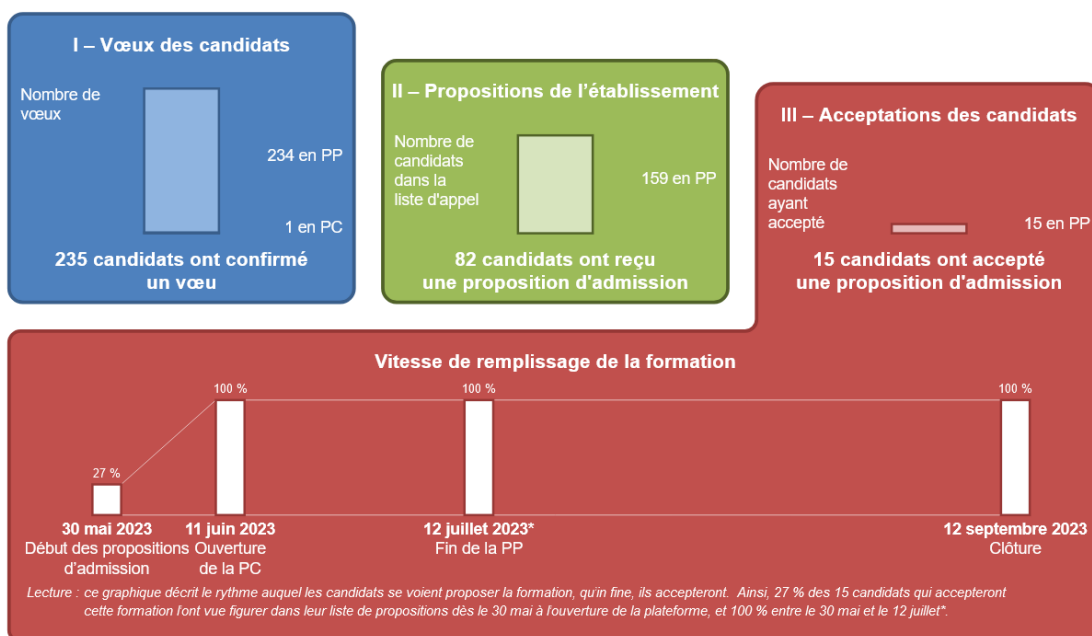 I – Vœux des candidats
Nombre de
vœux
234 en PP
1 en PC
235 candidats ont confirmé
un vœu
II – Propositions de l'établissement
Nombre de
candidats
dans la
liste d'appel
159 en PP
82 candidats ont reçu
une proposition d'admission
III – Acceptations des candidats
Nombre de
candidats
ayant
accepté
15 en PP
15 candidats ont accepté
une proposition d'admission
Vitesse de remplissage de la formation
27 %
100 %
100 %
100 %
30 mai 2023
Début des propositions
d'admission
11 juin 2023
Ouverture
de la PC
12 juillet 2023*
Fin de la PP
12 septembre 2023
Clôture
Lecture : ce graphique décrit le rythme auquel les candidats se voient proposer la formation, qu'in fine, ils accepteront. Ainsi, 27 % des 15 candidats qui accepteront
cette formation l'ont vue figurer dans leur liste de propositions dès le 30 mai à l'ouverture de la plateforme, et 100 % entre le 30 mai et le 12 juillet*.